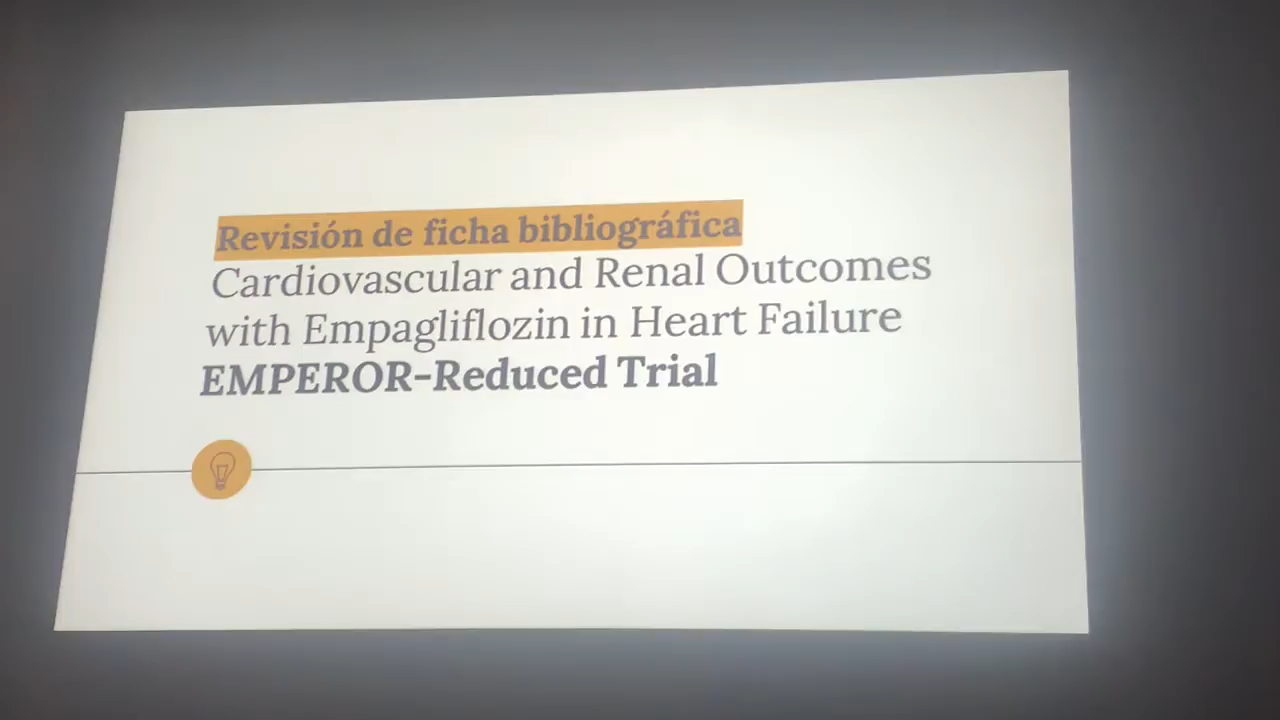 Revisión de ficha bibliográfica
Cardiovascular and Renal Outcomes
with Empagliflozin in Heart Failure
EMPEROR-Reduced Trial